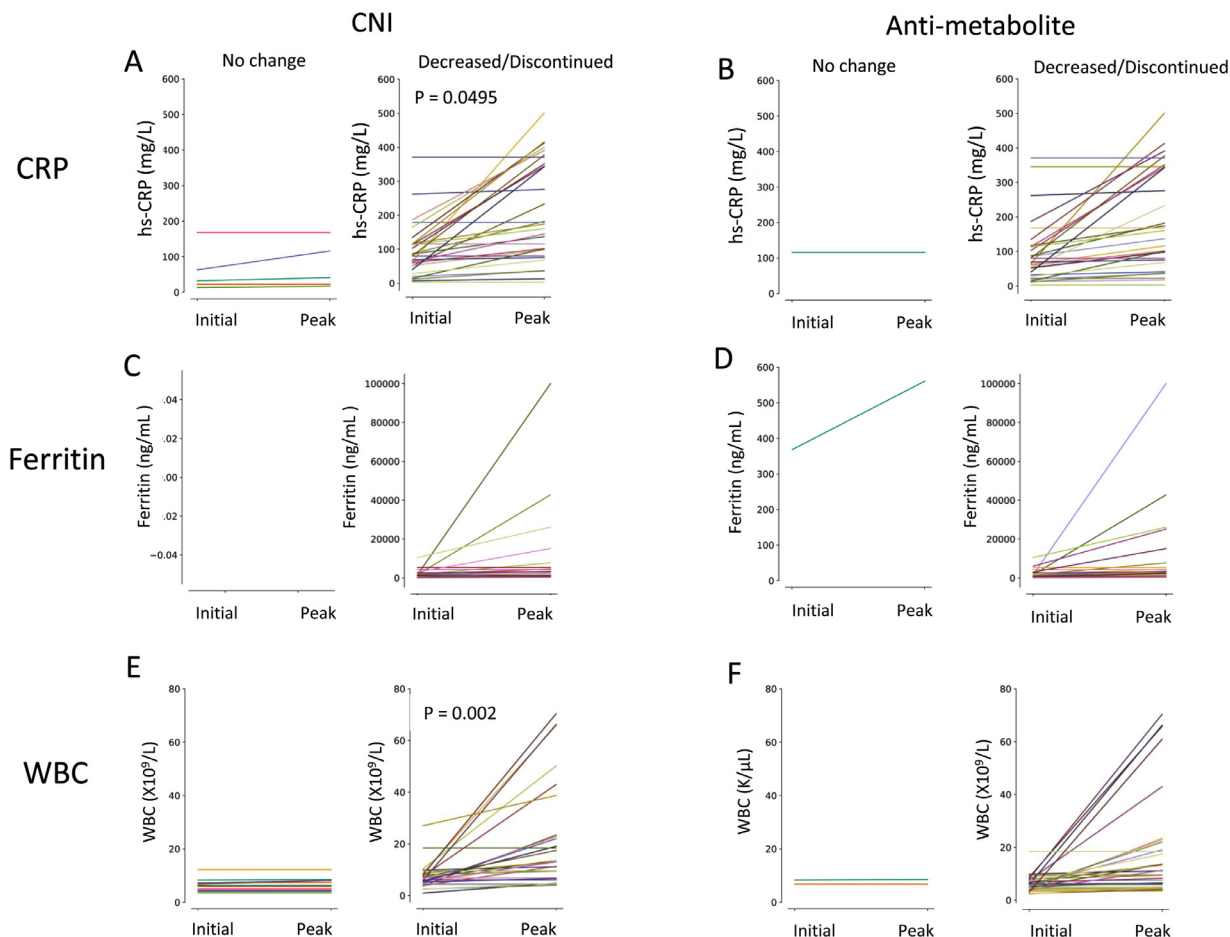 CNI
Anti-metabolite
A
No change
Decreased/Discontinued
B
No change
Decreased/Discontinued
CRP
hs-CRP (mg/L)
600
500
400
300
200
100
0
Initial
Peak
P = 0.0495
hs-CRP (mg/L)
600
500
400
300
200
100
0
Initial
Peak
hs-CRP (mg/L)
600
500
400
300
200
100
0
Initial
Peak
hs-CRP (mg/L)
600
500
400
300
200
100
0
Initial
Peak
Ferritin
C
Ferritin (ng/mL )
.04
.02
.00
.02
−0.04
Initial
Peak
Ferritin (ng/mL )
100000
80000
60000
40000
20000
0
Initial
Peak
D
Ferritin (ng/mL )
600
500
400
300
200
100
0
Initial
Peak
Ferritin (ng/mL )
100000
80000
60000
40000
20000
0
Initial
Peak
WBC
E
WBC (X10⁹/L)
80
60
40
20
0
Initial
Peak
P = 0.002
WBC (X10⁹/L)
80
60
40
20
0
Initial
Peak
F
WBC (K/µL)
80
60
40
20
0
Initial
Peak
WBC (X10⁹/L)
80
60
40
20
0
Initial
Peak